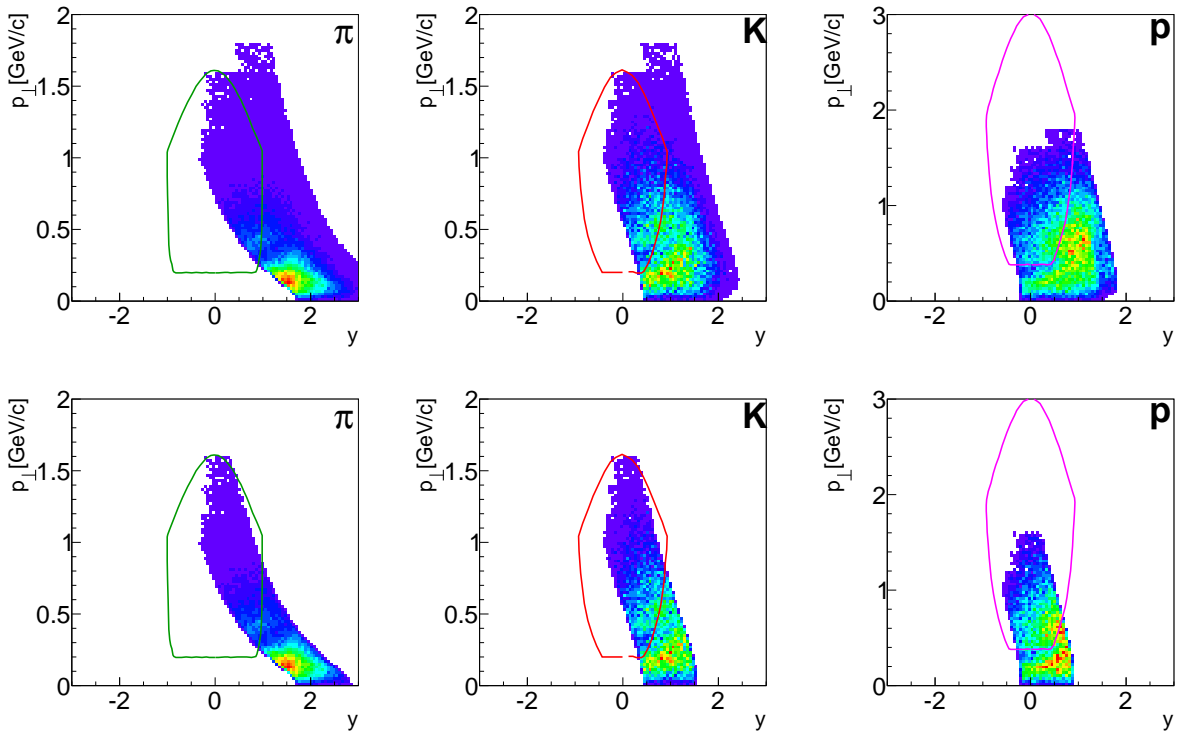 p⊥[GeV/c] 2 1.5 1 0.5 0 -2 0 2 y π
p⊥[GeV/c] 2 1.5 1 0.5 0 -2 0 2 y K
p⊥[GeV/c] 3 2 1 0 -2 0 2 y p
p⊥[GeV/c] 2 1.5 1 0.5 0 -2 0 2 y π
p⊥[GeV/c] 2 1.5 1 0.5 0 -2 0 2 y K
p⊥[GeV/c] 3 2 1 0 -2 0 2 y p